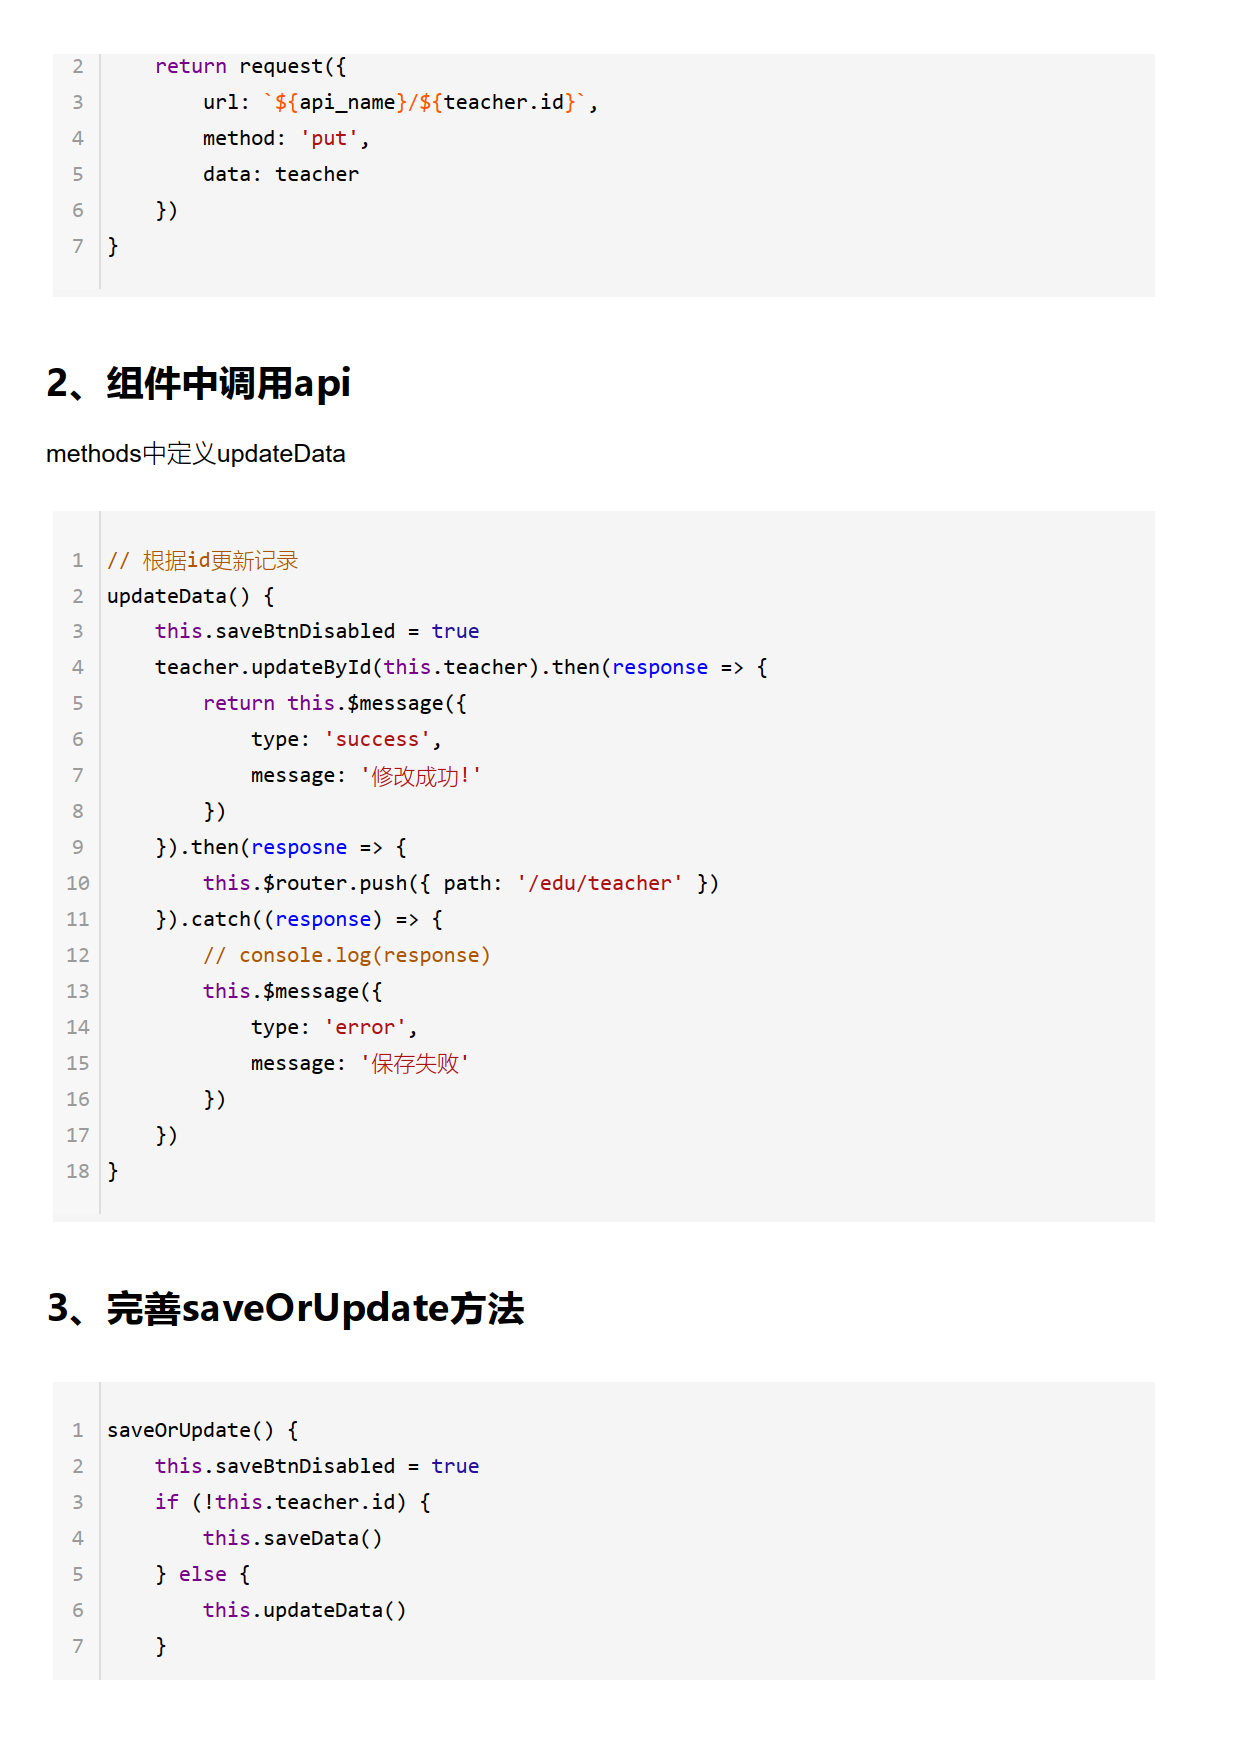 2     return request({
3         url: `${api_name}/${teacher.id}`,
4         method: 'put',
5         data: teacher
6     })
7 }
2、组件中调用api
methods中定义updateData
1 // 根据id更新记录
2 updateData() {
3     this.saveBtnDisabled = true
4     teacher.updateById(this.teacher).then(response => {
5         return this.$message({
6             type: 'success',
7             message: '修改成功!'
8         })
9     }).then(resposne => {
10         this.$router.push({ path: '/edu/teacher' })
11     }).catch((response) => {
12         // console.log(response)
13         this.$message({
14             type: 'error',
15             message: '保存失败'
16         })
17     })
18 }
3、完善saveOrUpdate方法
1 saveOrUpdate() {
2     this.saveBtnDisabled = true
3     if (!this.teacher.id) {
4         this.saveData()
5     } else {
6         this.updateData()
7     }